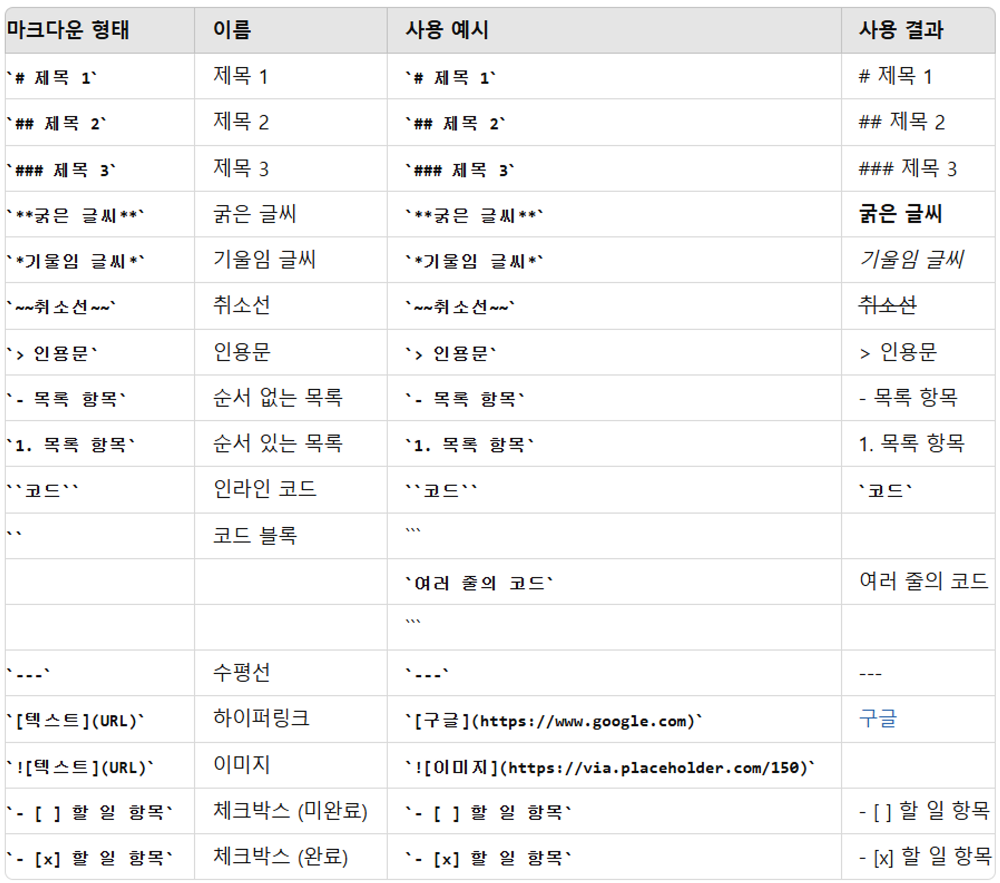 마크다운 형태 이름 사용 예시 사용 결과
`# 제목 1` 제목 1 `# 제목 1` # 제목 1
`## 제목 2` 제목 2 `## 제목 2` ## 제목 2
`### 제목 3` 제목 3 `### 제목 3` ### 제목 3
`**굵은 글씨**` 굵은 글씨 `**굵은 글씨**` 굵은 글씨
`*기울임 글씨*` 기울임 글씨 `*기울임 글씨*` 기울임 글씨
`~~취소선~~` 취소선 `~~취소선~~` 취소선
`> 인용문` 인용문 `> 인용문` > 인용문
`- 목록 항목` 순서 없는 목록 `- 목록 항목` - 목록 항목
`1. 목록 항목` 순서 있는 목록 `1. 목록 항목` 1. 목록 항목
``코드`` 인라인 코드 ``코드`` `코드`
`` 코드 블록 ```
`여러 줄의 코드` 여러 줄의 코드
```
`---` 수평선 `---` ---
`[텍스트](URL)` 하이퍼링크 `[구글](https://www.google.com)` 구글
`![텍스트](URL)` 이미지 `![이미지](https://via.placeholder.com/150)`
`- [ ] 할 일 항목` 체크박스 (미완료) `- [ ] 할 일 항목` - [ ] 할 일 항목
`- [x] 할 일 항목` 체크박스 (완료) `- [x] 할 일 항목` - [x] 할 일 항목